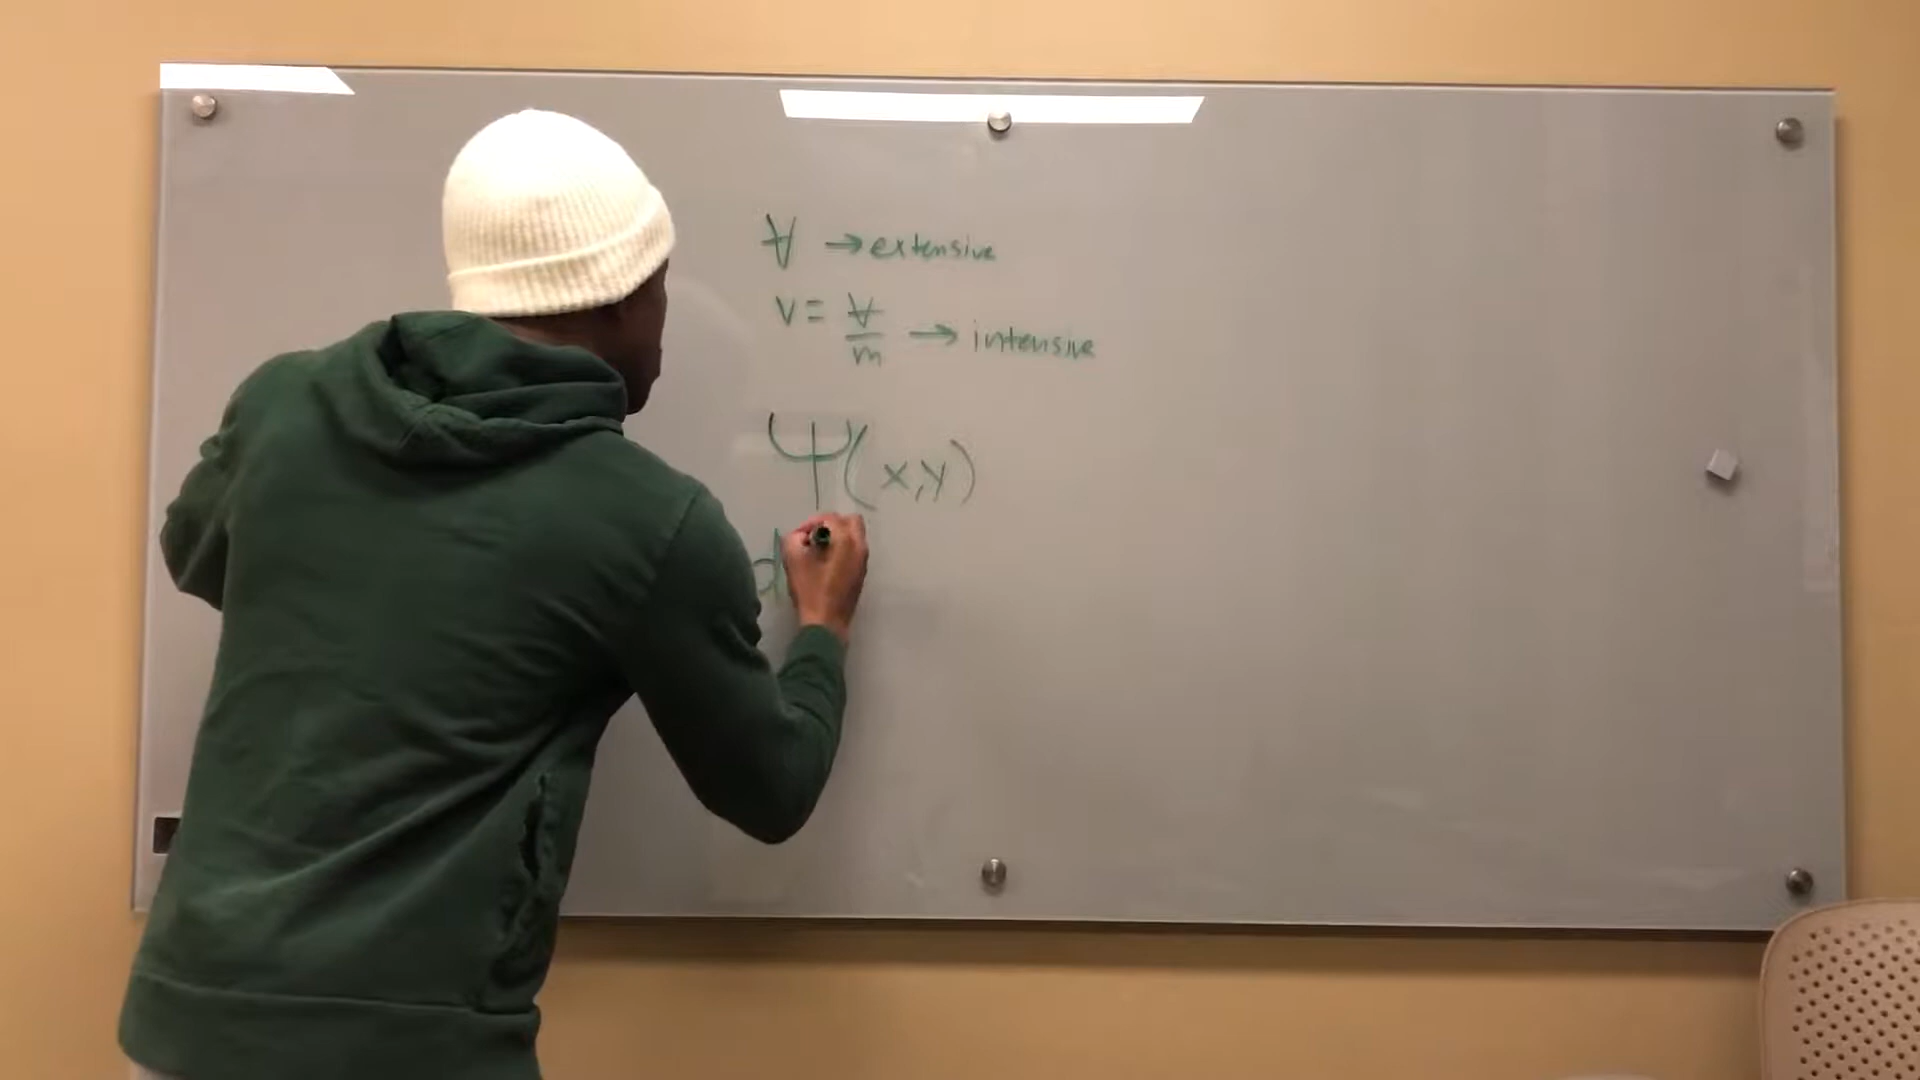 V̶ → extensive
v = V̶/m → intensive
Ψ(x,y)
d